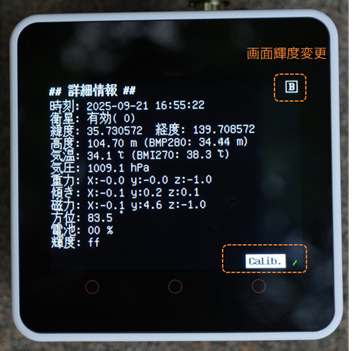 画面輝度変更
B
## 詳細情報 ##
時刻: 2025-09-21 16:55:22
衛星: 有効( 0)
緯度: 35.730572 経度: 139.708572
高度: 104.70 m (BMP280: 34.44 m)
気温: 34.1 ℃ (BMI270: 38.3 ℃)
気圧: 1009.1 hPa
重力: X:-0.0 y:-0.0 z:-1.0
傾き: X:-0.1 y:0.2 z:0.1
磁力: X:-0.1 y:4.6 z:-1.0
方位: 83.5 °
電池: 00 %
輝度: ff
Calib.